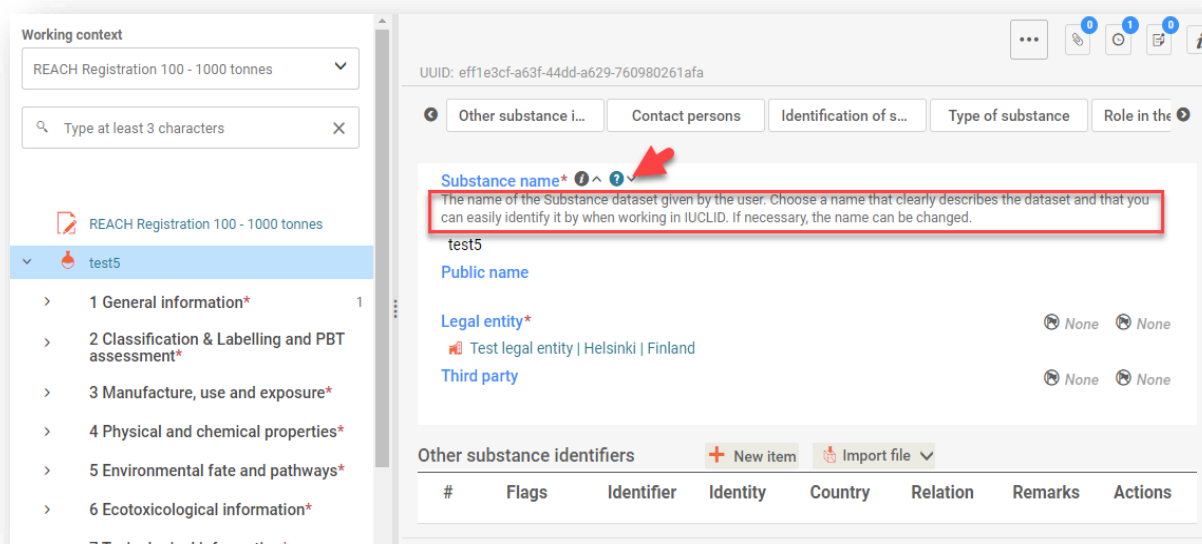 Working context
REACH Registration 100 - 1000 tonnes
Type at least 3 characters
REACH Registration 100 - 1000 tonnes
test5
1 General information*
1
2 Classification & Labelling and PBT
assessment*
3 Manufacture, use and exposure*
4 Physical and chemical properties*
5 Environmental fate and pathways*
6 Ecotoxicological information*
0
1
0
UUID: eff1e3cf-a63f-44dd-a629-760980261afa
Other substance i...
Contact persons
Identification of s...
Type of substance
Role in the
Substance name*
The name of the Substance dataset given by the user. Choose a name that clearly describes the dataset and that you
can easily identify it by when working in IUCLID. If necessary, the name can be changed.
test5
Public name
Legal entity*
None None
Test legal entity | Helsinki | Finland
Third party
None None
Other substance identifiers
New item
Import file
# Flags Identifier Identity Country Relation Remarks Actions